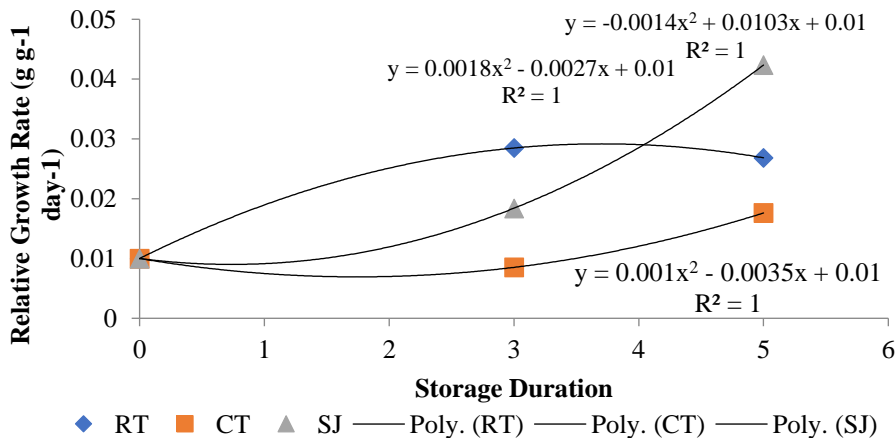 Relative Growth Rate (g g-1
day-1)
0.05
0.04
0.03
0.02
0.01
0
y = -0.0014x² + 0.0103x + 0.01
R² = 1
y = 0.0018x² - 0.0027x + 0.01
R² = 1
y = 0.001x² - 0.0035x + 0.01
R² = 1
0 1 2 3 4 5 6
Storage Duration
RT CT SJ Poly. (RT) Poly. (CT) Poly. (SJ)